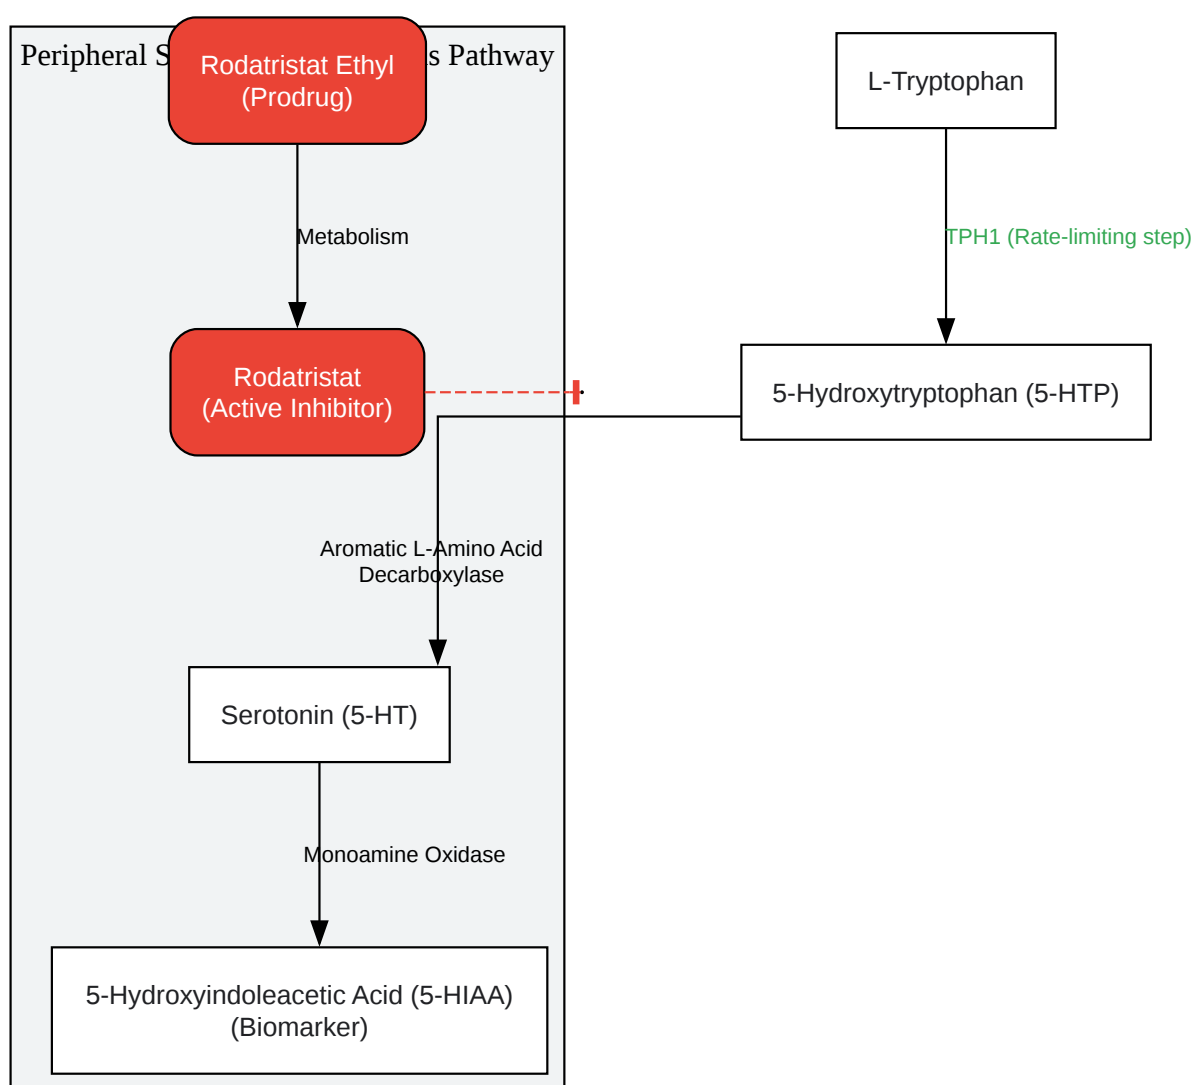 Peripheral S s Pathway
Rodatristat Ethyl
(Prodrug)
L-Tryptophan
Metabolism
TPH1 (Rate-limiting step)
Rodatristat
(Active Inhibitor)
5-Hydroxytryptophan (5-HTP)
Aromatic L-Amino Acid
Decarboxylase
Serotonin (5-HT)
Monoamine Oxidase
5-Hydroxyindoleacetic Acid (5-HIAA)
(Biomarker)